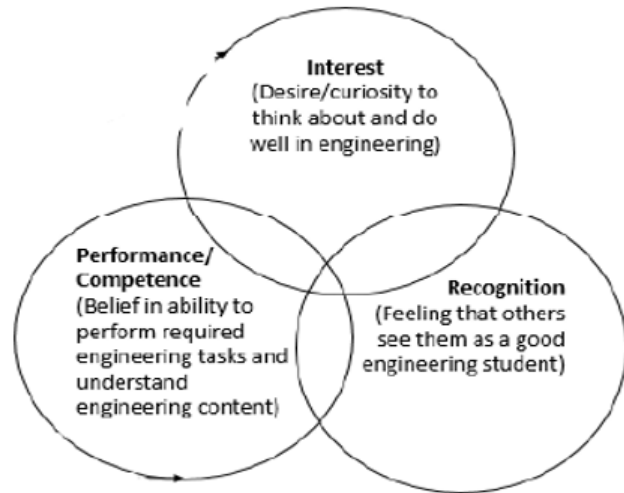 Interest
(Desire/curiosity to
think about and do
well in engineering)
Performance/
Competence
(Belief in ability to
perform required
engineering tasks and
understand
engineering content)
Recognition
(Feeling that others
see them as a good
engineering student)